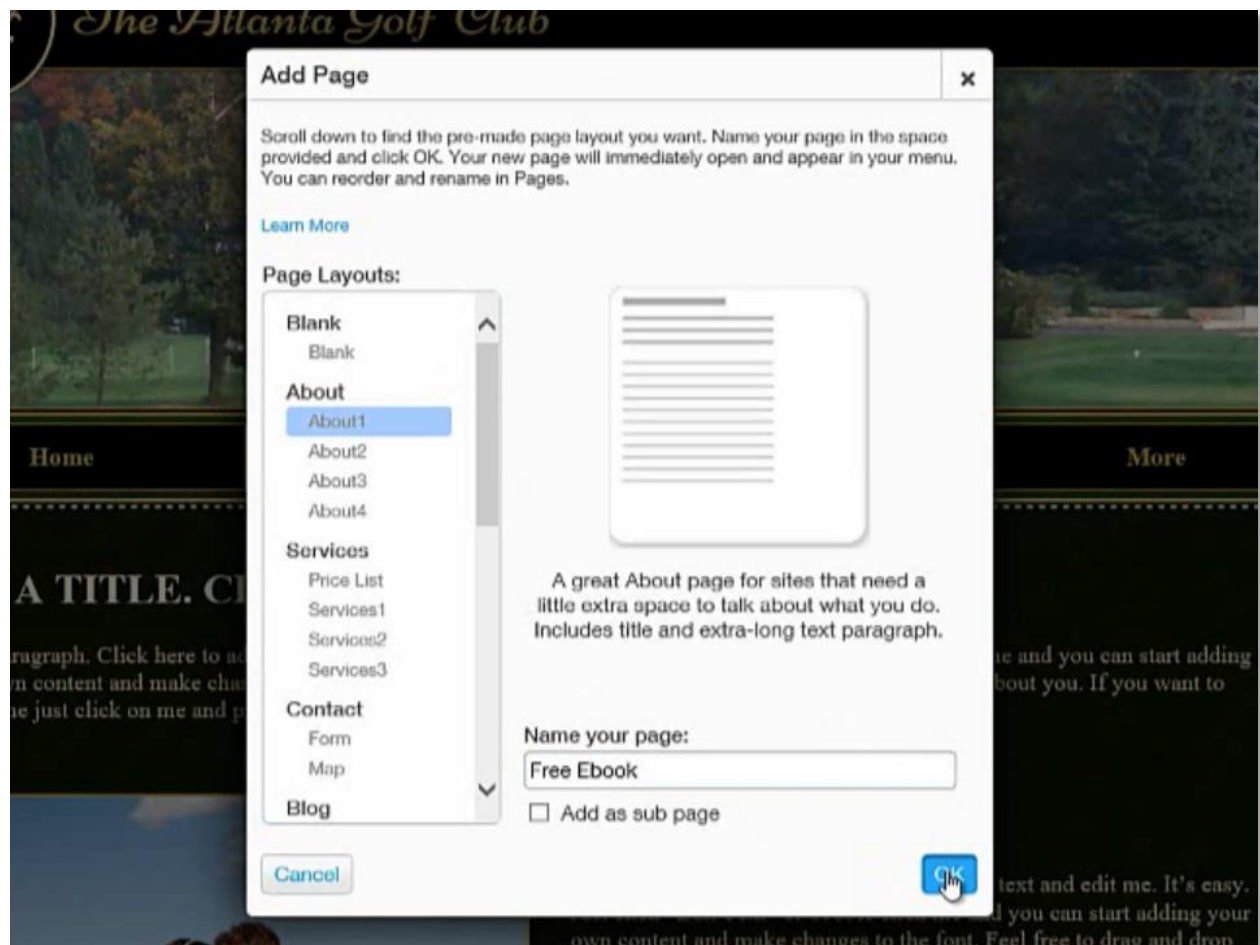 The Atlanta Golf Club
Add Page
Scroll down to find the pre-made page layout you want. Name your page in the space
provided and click OK. Your new page will immediately open and appear in your menu.
You can reorder and rename in Pages.
Learn More
Page Layouts:
Blank
Blank
About
About1
About2
About3
About4
Services
Price List
Services1
Services2
Services3
Contact
Form
Map
Blog
A great About page for sites that need a
little extra space to talk about what you do.
Includes title and extra-long text paragraph.
Name your page:
Free Ebook
Add as sub page
Cancel
OK
Home
More
A TITLE. Cl
ragraph. Click here to
n content and make
just click on me and
and you can start adding
bout you. If you want to
text and edit me. It's easy.
you can start adding your
own content and make changes to the font. Feel free to drag and drop